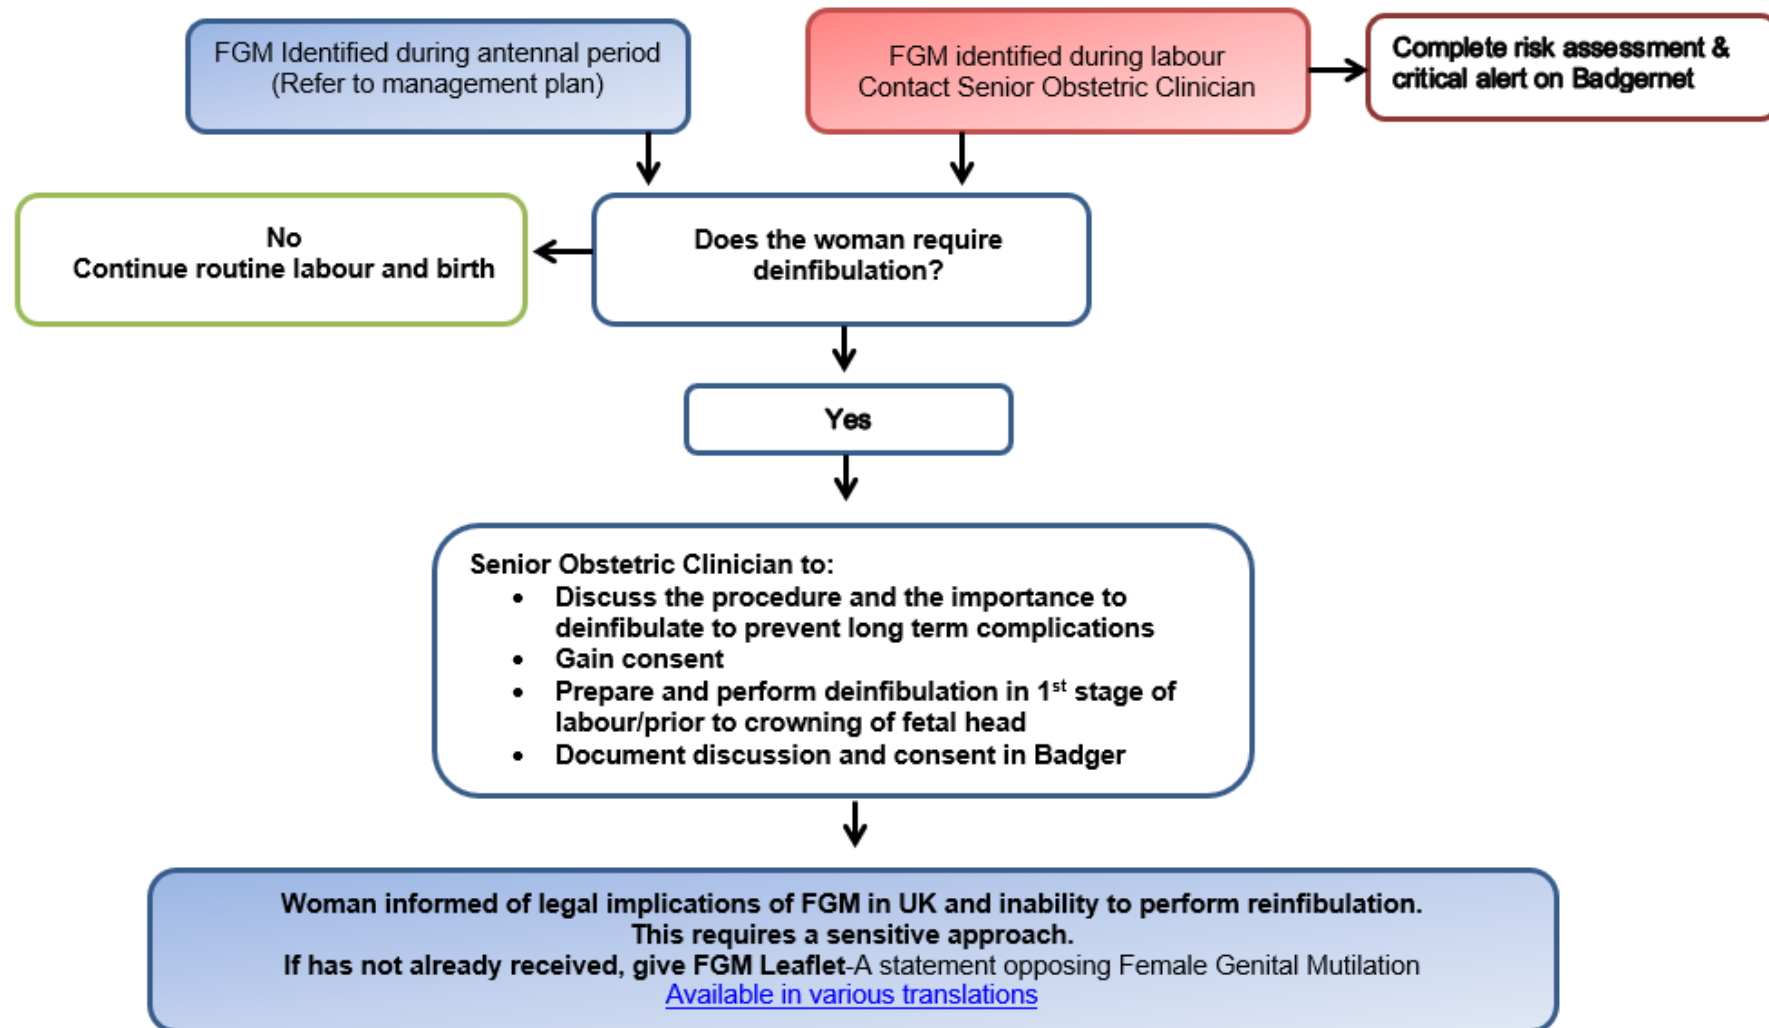 FGM Identified during antennal period
(Refer to management plan)
FGM identified during labour
Contact Senior Obstetric Clinician
Complete risk assessment &
critical alert on Badgernet
No
Continue routine labour and birth
Does the woman require
deinfibulation?
Yes
Senior Obstetric Clinician to:
• Discuss the procedure and the importance to
deinfibulate to prevent long term complications
• Gain consent
• Prepare and perform deinfibulation in 1st stage of
labour/prior to crowning of fetal head
• Document discussion and consent in Badger
Woman informed of legal implications of FGM in UK and inability to perform reinfibulation.
This requires a sensitive approach.
If has not already received, give FGM Leaflet-A statement opposing Female Genital Mutilation
Available in various translations